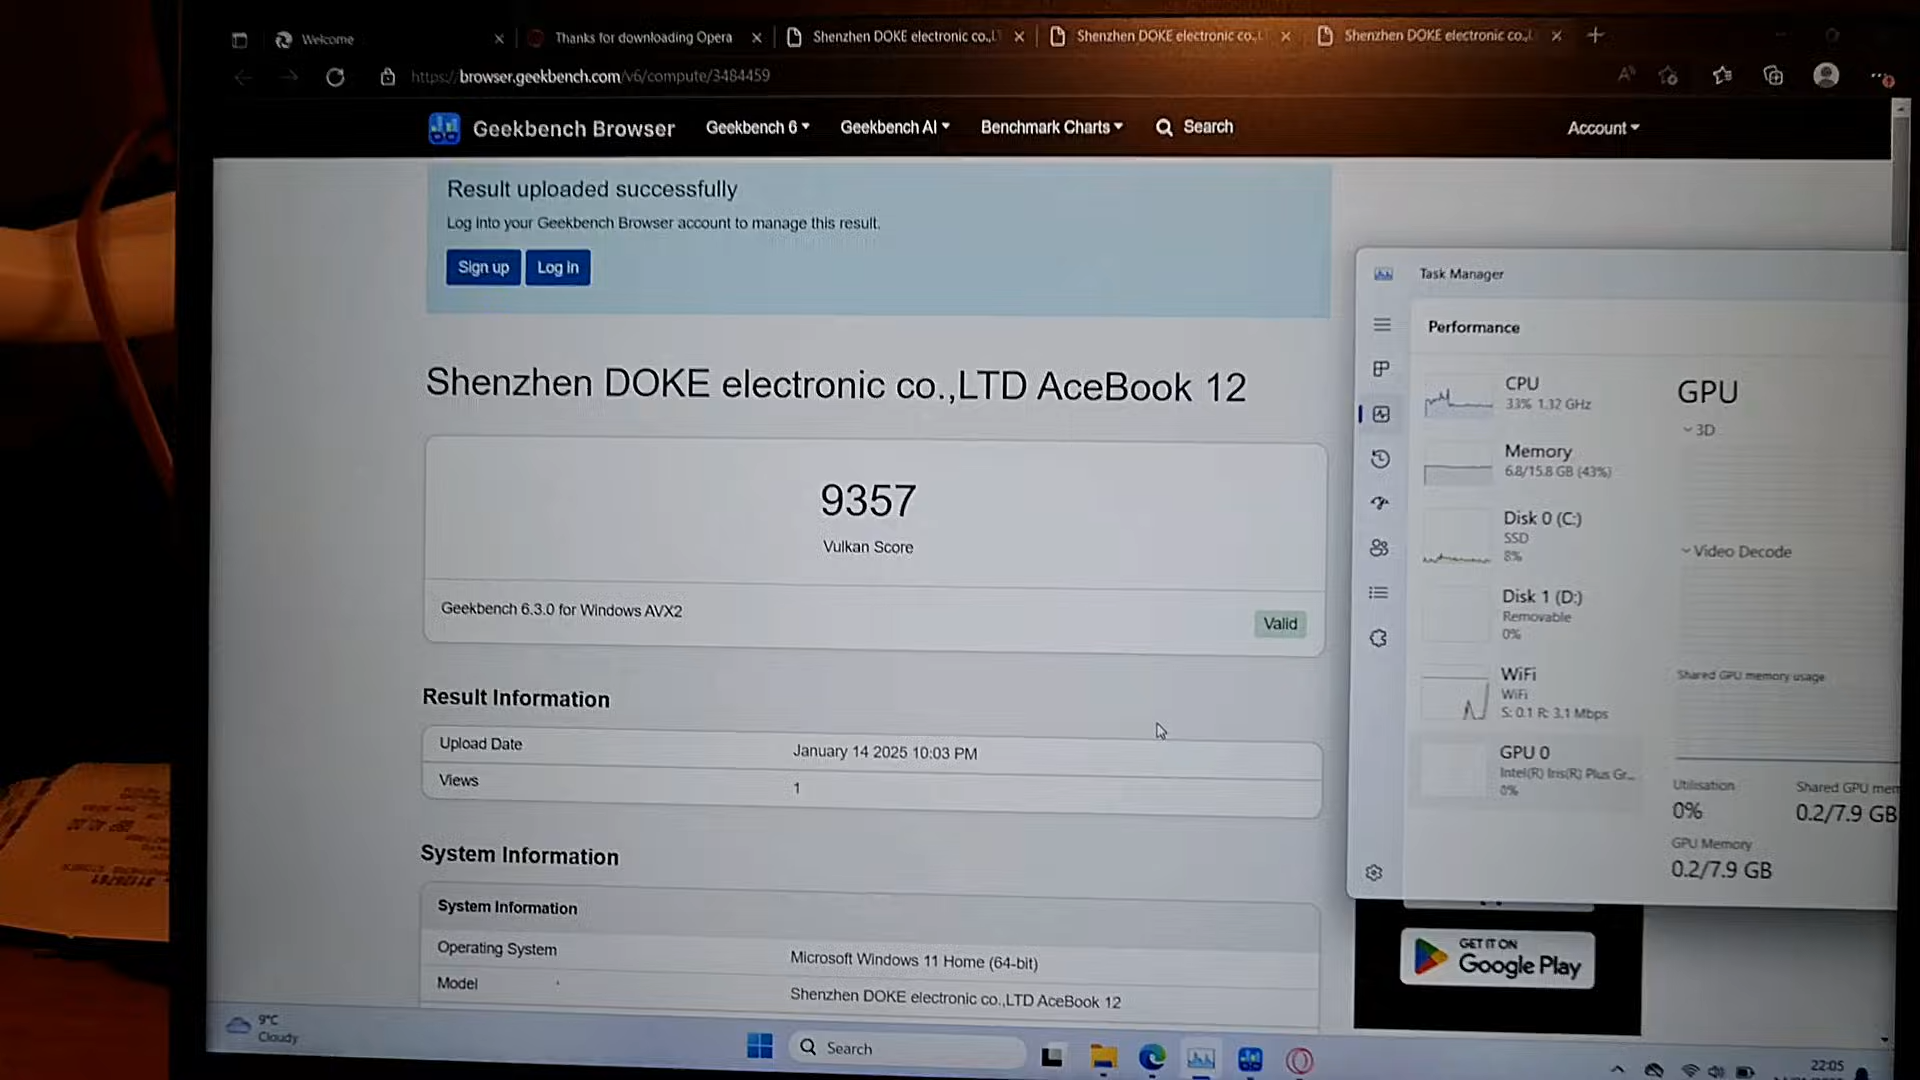 Welcome
Thanks for downloading Opera
Shenzhen DOKE electronic co.,L
Shenzhen DOKE electronic co.,L
Shenzhen DOKE electronic co.,L
https://browser.geekbench.com/v6/compute/3484459
Geekbench Browser
Geekbench 6
Geekbench AI
Benchmark Charts
Search
Account
Result uploaded successfully
Log into your Geekbench Browser account to manage this result.
Sign up
Log in
Shenzhen DOKE electronic co.,LTD AceBook 12
9357
Vulkan Score
Geekbench 6.3.0 for Windows AVX2
Valid
Result Information
Upload Date
January 14 2025 10:03 PM
Views
1
System Information
System Information
Operating System
Microsoft Windows 11 Home (64-bit)
Model
Shenzhen DOKE electronic co.,LTD AceBook 12
Task Manager
Performance
CPU
33% 1.32 GHz
Memory
6.8/15.8 GB (43%)
Disk 0 (C:)
SSD
8%
Disk 1 (D:)
Removable
0%
WiFi
WiFi
S: 0.1 R: 3.1 Mbps
GPU 0
Intel(R) Iris(R) Plus Gr...
0%
GPU
3D
Video Decode
Shared GPU memory usage
Utilisation
0%
Shared GPU mem
0.2/7.9 GB
GPU Memory
0.2/7.9 GB
GET IT ON
Google Play
9°C
Cloudy
Search
22:05